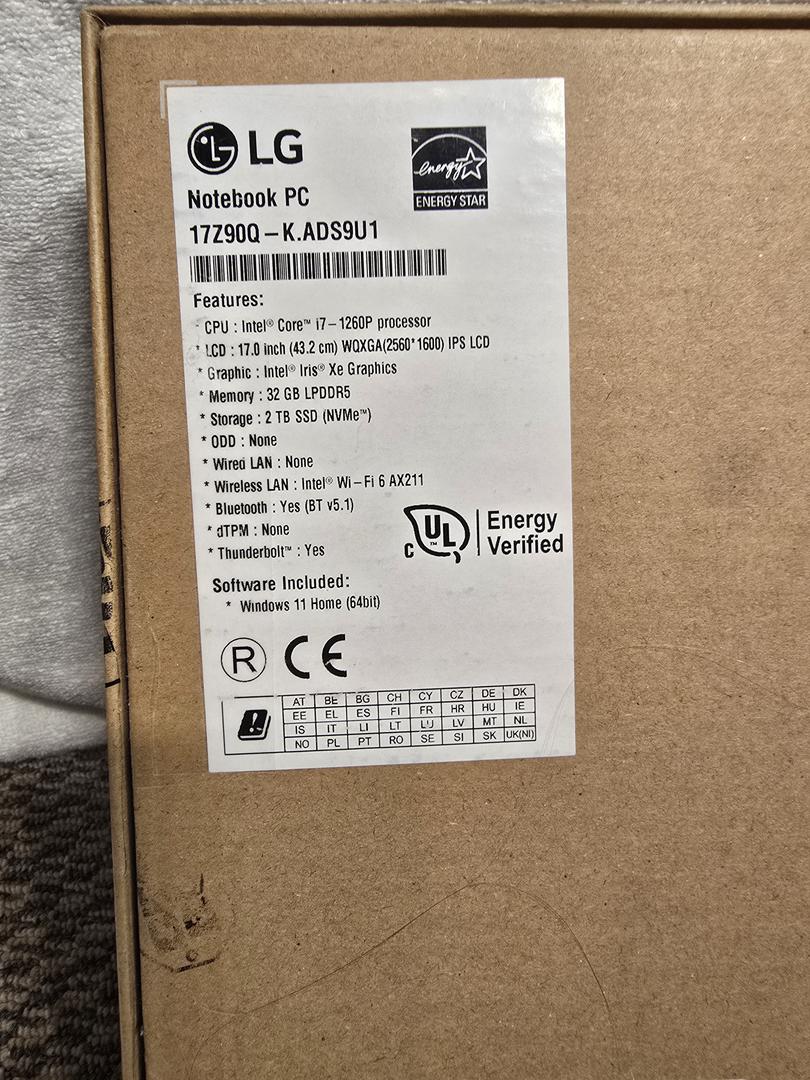 LG
energy
ENERGY STAR
Notebook PC
17Z90Q – K.ADS9U1
Features:
* CPU : Intel® Core™ i7 – 1260P processor
* LCD : 17.0 inch (43.2 cm) WQXGA(2560*1600) IPS LCD
* Graphic : Intel® Iris® Xe Graphics
* Memory : 32 GB LPDDR5
* Storage : 2 TB SSD (NVMe™)
* ODD : None
* Wired LAN : None
* Wireless LAN : Intel® Wi – Fi 6 AX211
* Bluetooth : Yes (BT v5.1)
* dTPM : None
* Thunderbolt™ : Yes
C UL™ Energy
Verified
Software Included:
* Windows 11 Home (64bit)
R CE
AT BE BG CH CY CZ DE DK
EE EL ES FI FR HR HU IE
IS IT LI LT LU LV MT NL
NO PL PT RO SE SI SK UK(NI)